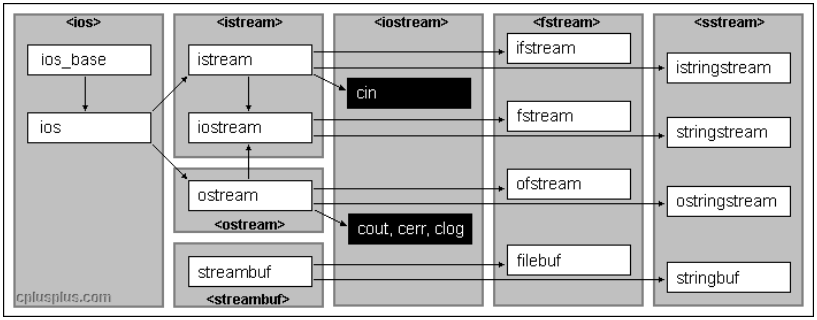 <ios>
ios_base
ios
<istream>
istream
iostream
ostream
<ostream>
streambuf
<streambuf>
<iostream>
cin
cout, cerr, clog
<fstream>
ifstream
fstream
ofstream
filebuf
<sstream>
istringstream
stringstream
ostringstream
stringbuf
cplusplus.com